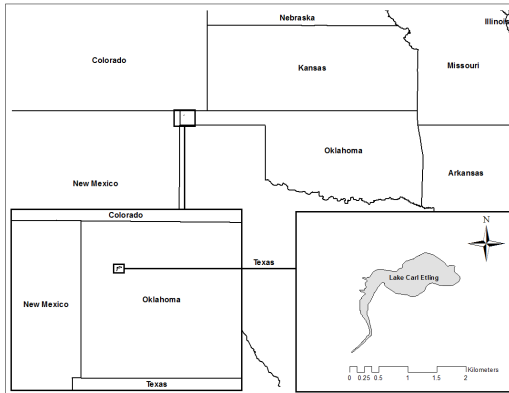 Nebraska
Illinois
Colorado
Kansas
Missouri
Oklahoma
Arkansas
New Mexico
Colorado
Texas
New Mexico
Oklahoma
Texas
N
Lake Carl Etling
Kilometers
0 0.25 0.5 1 1.5 2